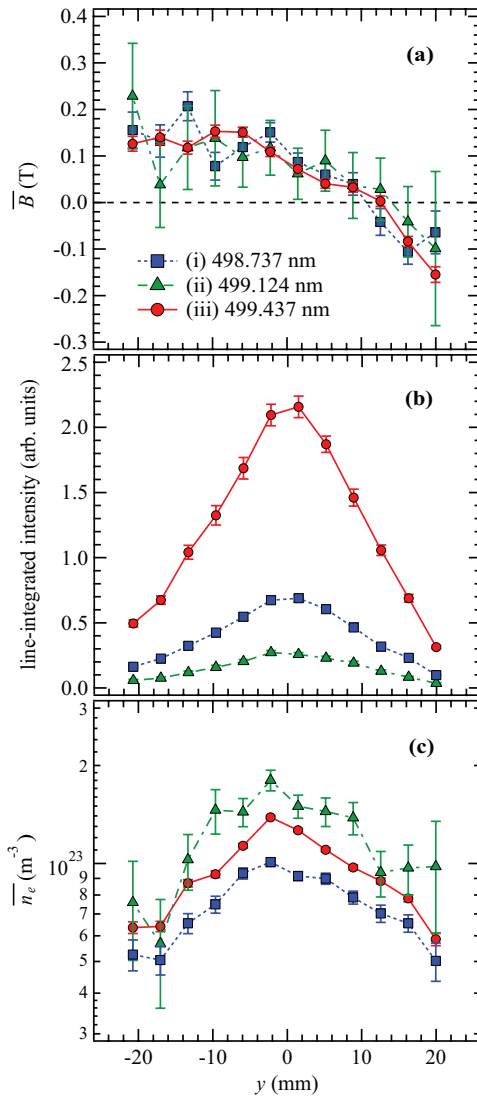 0.4
(a)
0.3
0.2
0.1
0.0
-0.1
-0.2
-0.3
B̅ (T)
(i) 498.737 nm
(ii) 499.124 nm
(iii) 499.437 nm
2.5
(b)
2.0
1.5
1.0
0.5
0.0
line-integrated intensity (arb. units)
3
(c)
2
10²³
9
8
7
6
5
4
3
n̅ₑ (m⁻³)
-20 -10 0 10 20
y (mm)